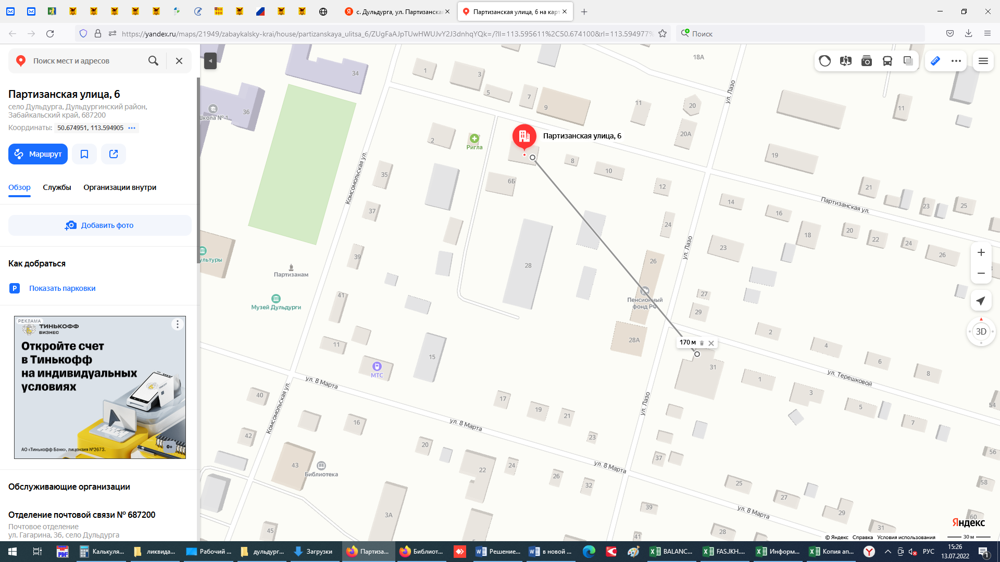 с. Дульдурга, ул. Партизанска
Партизанская улица, 6 на карт
https://yandex.ru/maps/21949/zabaykalsky-krai/house/partizanskaya_ulitsa_6/ZUgFaAJpTUwHWUJvY2J3dnhqYQk=/?ll=113.595611%2C50.674100&rl=113.594977%
Поиск
Поиск мест и адресов
Партизанская улица, 6
село Дульдурга, Дульдургинский район,
Забайкальский край, 687200
Координаты: 50.674951, 113.594905
Маршрут
Обзор Службы Организации внутри
Добавить фото
Как добраться
P Показать парковки
РЕКЛАМА
ТИНЬКОФФ
БИЗНЕС
Откройте счет
в Тинькофф
на индивидуальных
условиях
АО «Тинькофф Банк», лицензия №2673.
0+
Обслуживающие организации
Отделение почтовой связи № 687200
Почтовое отделение
ул. Гагарина, 36, село Дульдурга
34
1
3
18А
5
7
9
11
20
11
36
Школа № 1
Партизанская улица, 6
20А
2
Ригла
8
10
19
ул. Лазо
Комсомольская ул.
35
6Б
12
21
14
16
Партизанская ул.
23
25
37
24
18
20
22
24
26
23
ул. Лазо
39
28
26
ультуры
Партизанам
Пенсионный
фонд РФ
41
Музей Дульдурги
27
29
2
4
6
8
28А
170 м
11
15
31
МТС
1
3
5
7
ул. Терешковой
54
ул. 8 Марта
40
17
19
21
23
ул. Лазо
Комсомольская ул.
16
ул. 8 Марта
42
20
43
Библиотека
22
24
26
32
37
ул. 8 Марта
56
25
27
29
58
39
ул. 8 Марта
60
3А
45
41
28
31
3D
Яндекс
© Яндекс Справка Условия использования
30 м
Калькуля...
ликвида...
Рабочий ...
дульдург...
Загрузки
Партиза...
Библиот...
Решение...
в новой ...
BALANC...
FASJKH....
Информ...
Копия ап...
РУС
15:26
13.07.2022
1